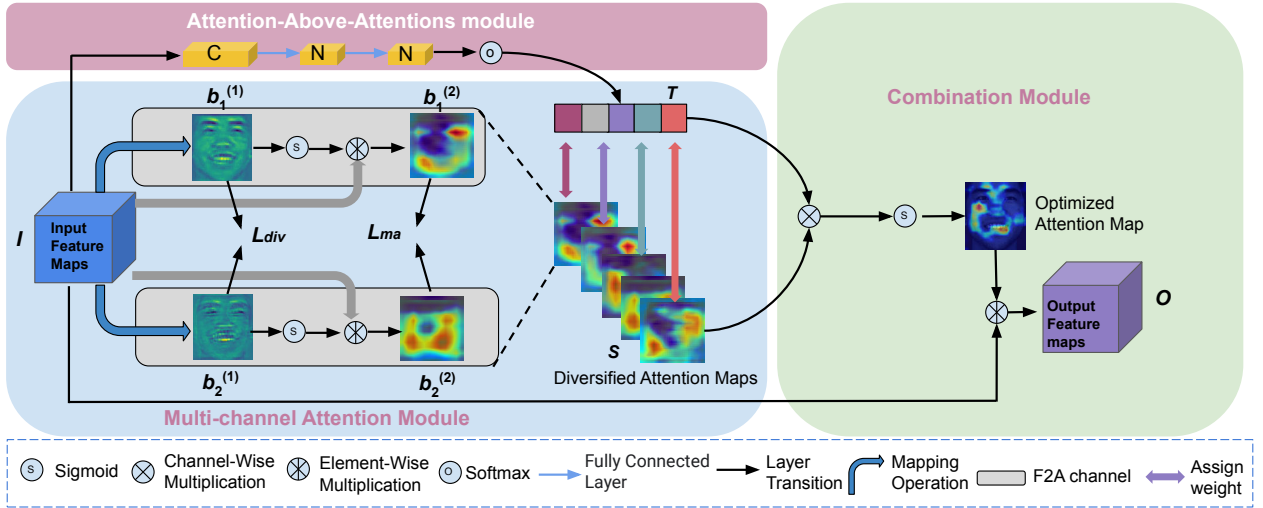 Attention-Above-Attentions module
C
N
N
O
b₁⁽¹⁾
b₁⁽²⁾
T
Combination Module
S
I
Input
Feature
Maps
L_div
L_ma
S
Optimized
Attention Map
S
Output
Feature
maps
O
b₂⁽¹⁾
b₂⁽²⁾
S
Diversified Attention Maps
Multi-channel Attention Module
S
Sigmoid
Channel-Wise
Multiplication
Element-Wise
Multiplication
O
Softmax
Fully Connected
Layer
Layer
Transition
Mapping
Operation
F2A channel
Assign
weight